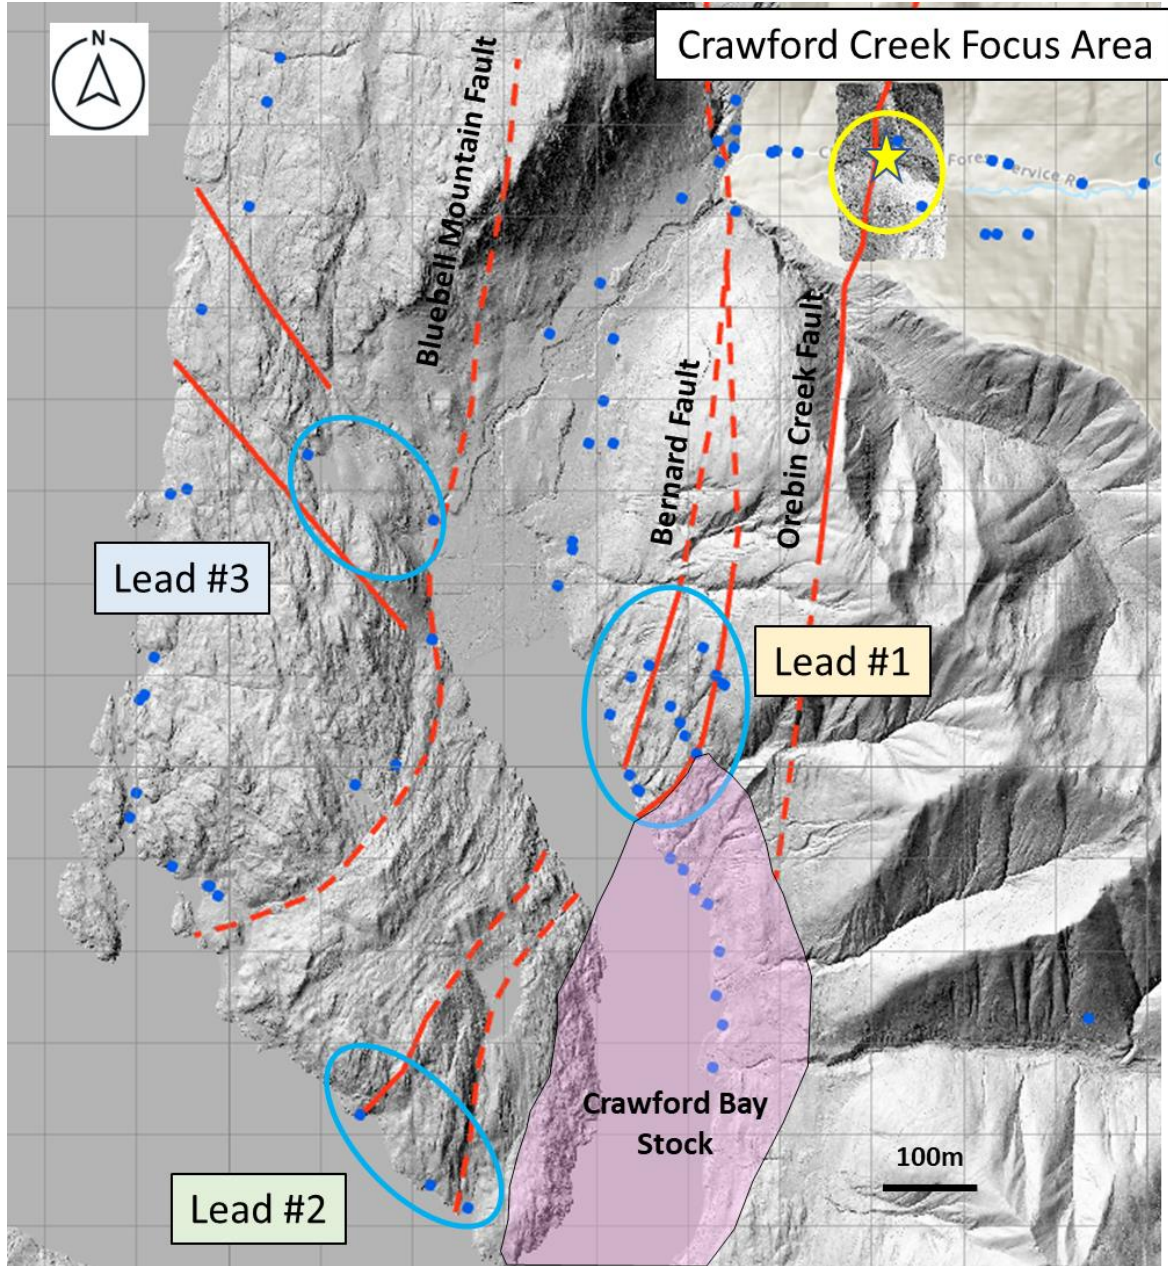 N
Crawford Creek Focus Area
Bluebell Mountain Fault
Bernard Fault
Orebin Creek Fault
Lead #3
Lead #1
Crawford Bay
Stock
100m
Lead #2